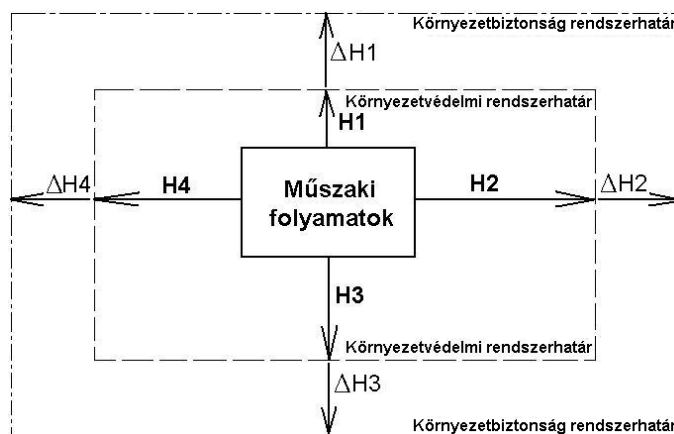 Környezetbiztonság rendszerhatár
ΔH1
Környezetvédelmi rendszerhatár
H1
ΔH4
H4
Műszaki
folyamatok
H2
ΔH2
H3
Környezetvédelmi rendszerhatár
ΔH3
Környezetbiztonság rendszerhatár